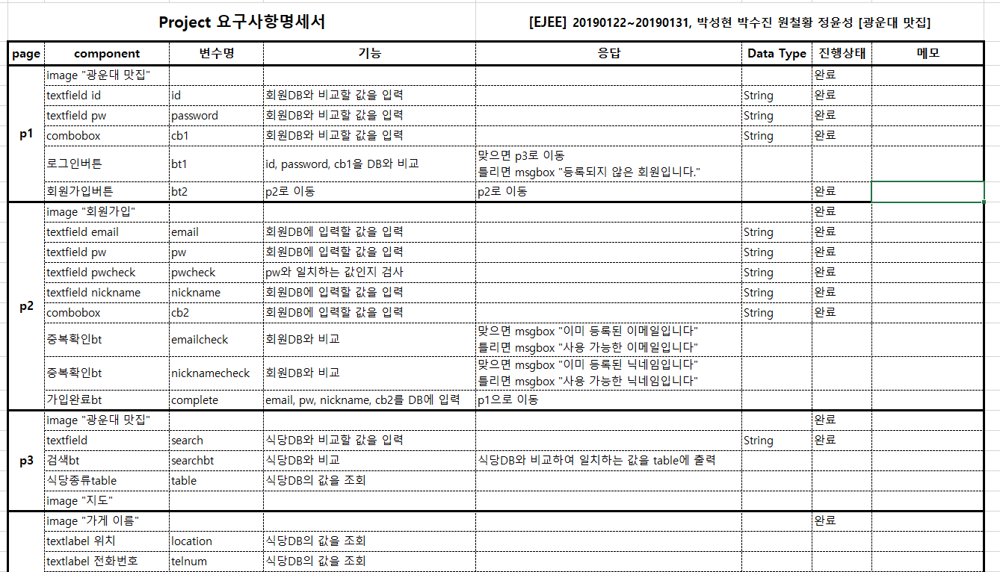 Project 요구사항명세서 [EJEE] 20190122~20190131, 박성현 박수진 원철황 정윤성 [광운대 맛집]
page component 변수명 기능 응답 Data Type 진행상태 메모
p1
image "광운대 맛집" 완료
textfield id id 회원DB와 비교할 값을 입력 String 완료
textfield pw password 회원DB와 비교할 값을 입력 String 완료
combobox cb1 회원DB와 비교할 값을 입력 String 완료
로그인버튼 bt1 id, password, cb1을 DB와 비교 맞으면 p3로 이동
틀리면 msgbox "등록되지 않은 회원입니다."
회원가입버튼 bt2 p2로 이동 p2로 이동 완료
p2
image "회원가입" 완료
textfield email email 회원DB에 입력할 값을 입력 String 완료
textfield pw pw 회원DB에 입력할 값을 입력 String 완료
textfield pwcheck pwcheck pw와 일치하는 값인지 검사 String 완료
textfield nickname nickname 회원DB에 입력할 값을 입력 String 완료
combobox cb2 회원DB에 입력할 값을 입력 String 완료
중복확인bt emailcheck 회원DB와 비교 맞으면 msgbox "이미 등록된 이메일입니다"
틀리면 msgbox "사용 가능한 이메일입니다"
중복확인bt nicknamecheck 회원DB와 비교 맞으면 msgbox "이미 등록된 닉네임입니다"
틀리면 msgbox "사용 가능한 닉네임입니다"
가입완료bt complete email, pw, nickname, cb2를 DB에 입력 p1으로 이동
p3
image "광운대 맛집" 완료
textfield search 식당DB와 비교할 값을 입력 String 완료
검색bt searchbt 식당DB와 비교 식당DB와 비교하여 일치하는 값을 table에 출력
식당종류table table 식당DB의 값을 조회
image "지도"
image "가게 이름" 완료
textlabel 위치 location 식당DB의 값을 조회
textlabel 전화번호 telnum 식당DB의 값을 조회